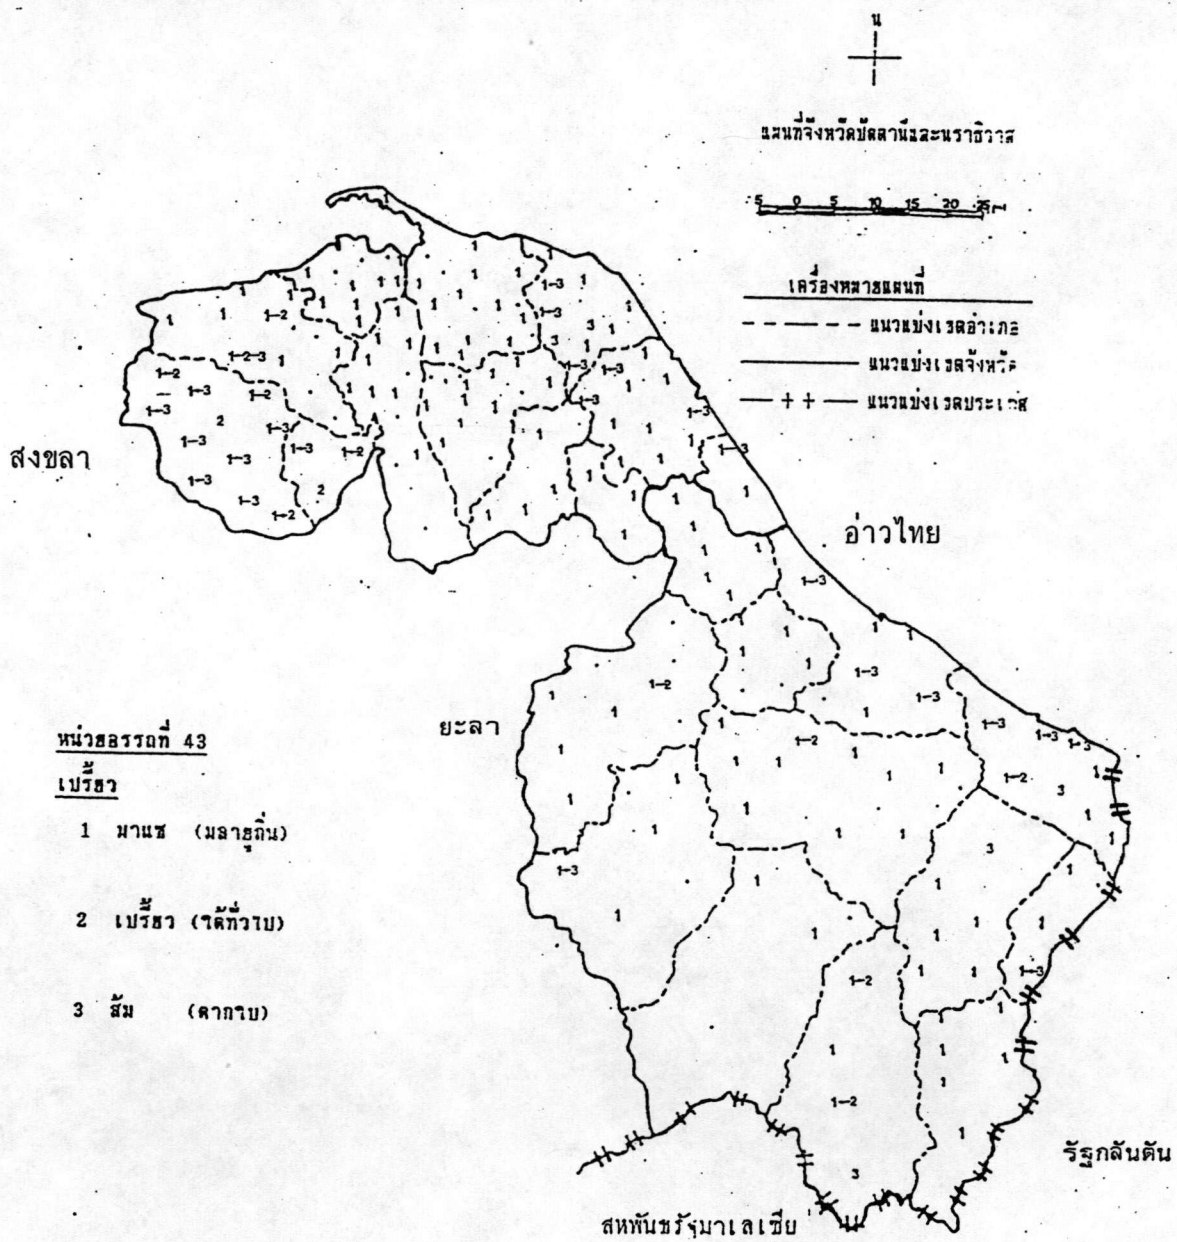 น
แผนที่จังหวัดปัตตานีและนราธิวาส
5 0 5 10 15 20 25
เครื่องหมายแผนที่
แนวแบ่งเขตอำเภอ
แนวแบ่งเขตจังหวัด
แนวแบ่งเขตประเทศ
สงขลา
อ่าวไทย
ยะลา
หน่วยอรรถที่ 43
เปรี้ยว
1 มาแซ (มลายูถิ่น)
2 เปรี้ยว (ใต้ทั่วไป)
3 ส้ม (ตากใบ)
รัฐกลันตัน
สหพันธรัฐมาเลเซีย